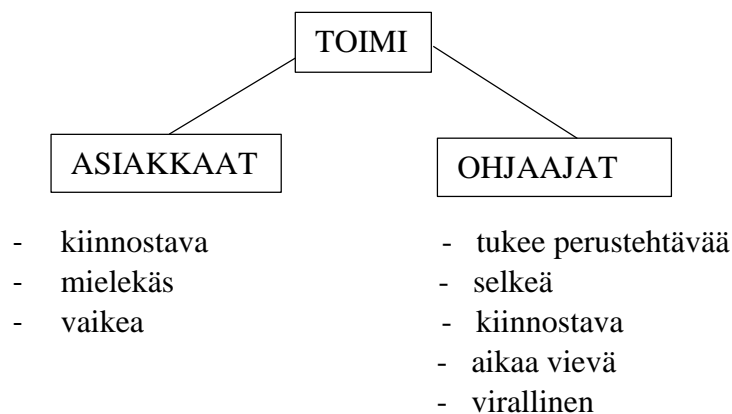 TOIMI
ASIAKKAAT
- kiinnostava
- mielekäs
- vaikea
OHJAAJAT
- tukee perustehtävää
- selkeä
- kiinnostava
- aikaa vievä
- virallinen